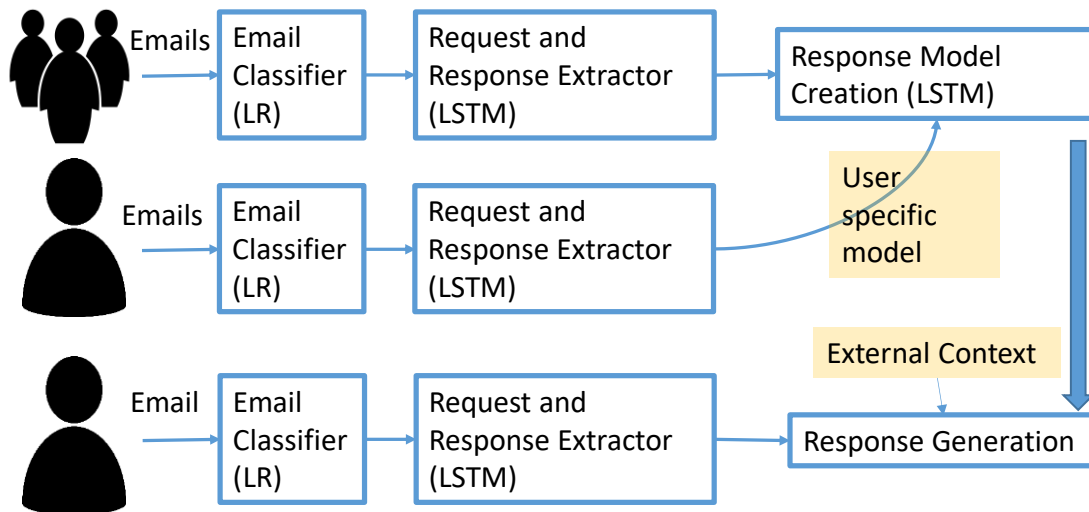 Emails
Email
Classifier
(LR)
Request and
Response Extractor
(LSTM)
Response Model
Creation (LSTM)
Emails
Email
Classifier
(LR)
Request and
Response Extractor
(LSTM)
User
specific
model
External Context
Email
Email
Classifier
(LR)
Request and
Response Extractor
(LSTM)
Response Generation